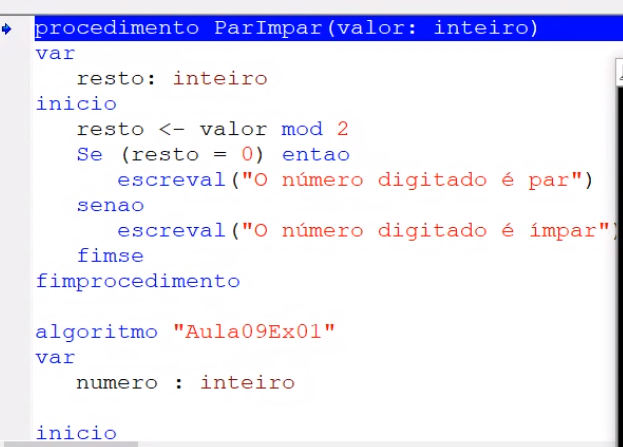 procedimento ParImpar(valor: inteiro)
var
   resto: inteiro
inicio
   resto <- valor mod 2
   Se (resto = 0) entao
      escreval("O número digitado é par")
   senao
      escreval("O número digitado é ímpar")
   fimse
fimprocedimento

algoritmo "Aula09Ex01"
var
   numero : inteiro

inicio